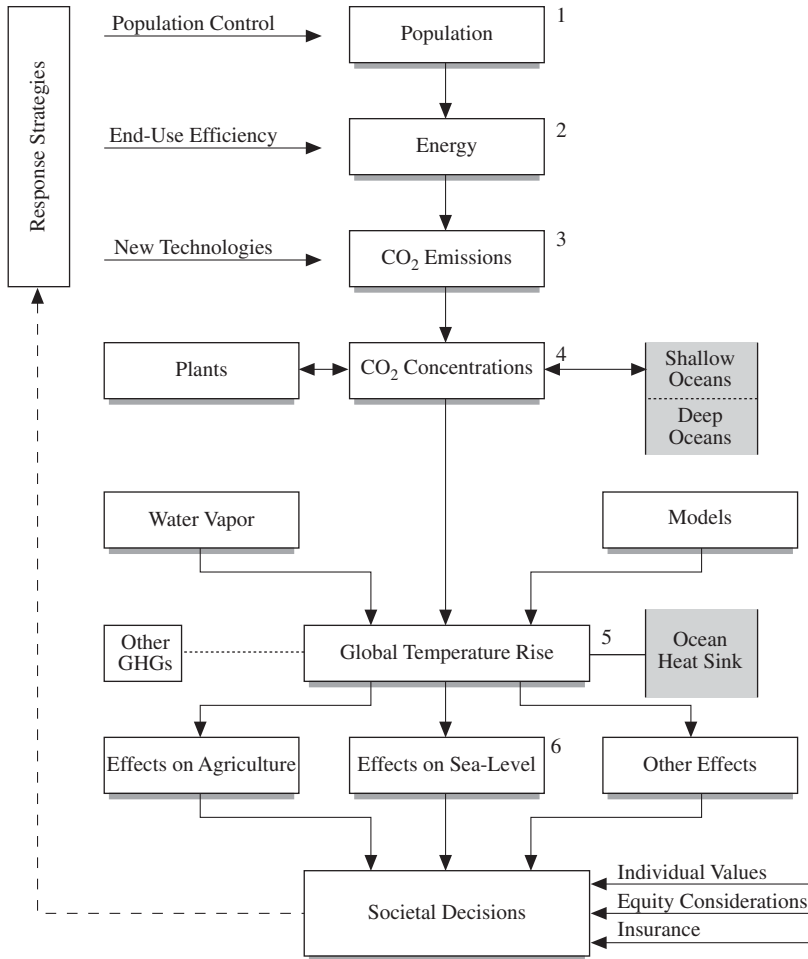 Response Strategies
Population Control
Population
1
End-Use Efficiency
Energy
2
New Technologies
CO₂ Emissions
3
Plants
CO₂ Concentrations
4
Shallow
Oceans
Deep
Oceans
Water Vapor
Models
Other
GHGs
Global Temperature Rise
5
Ocean
Heat Sink
Effects on Agriculture
Effects on Sea-Level
6
Other Effects
Societal Decisions
Individual Values
Equity Considerations
Insurance